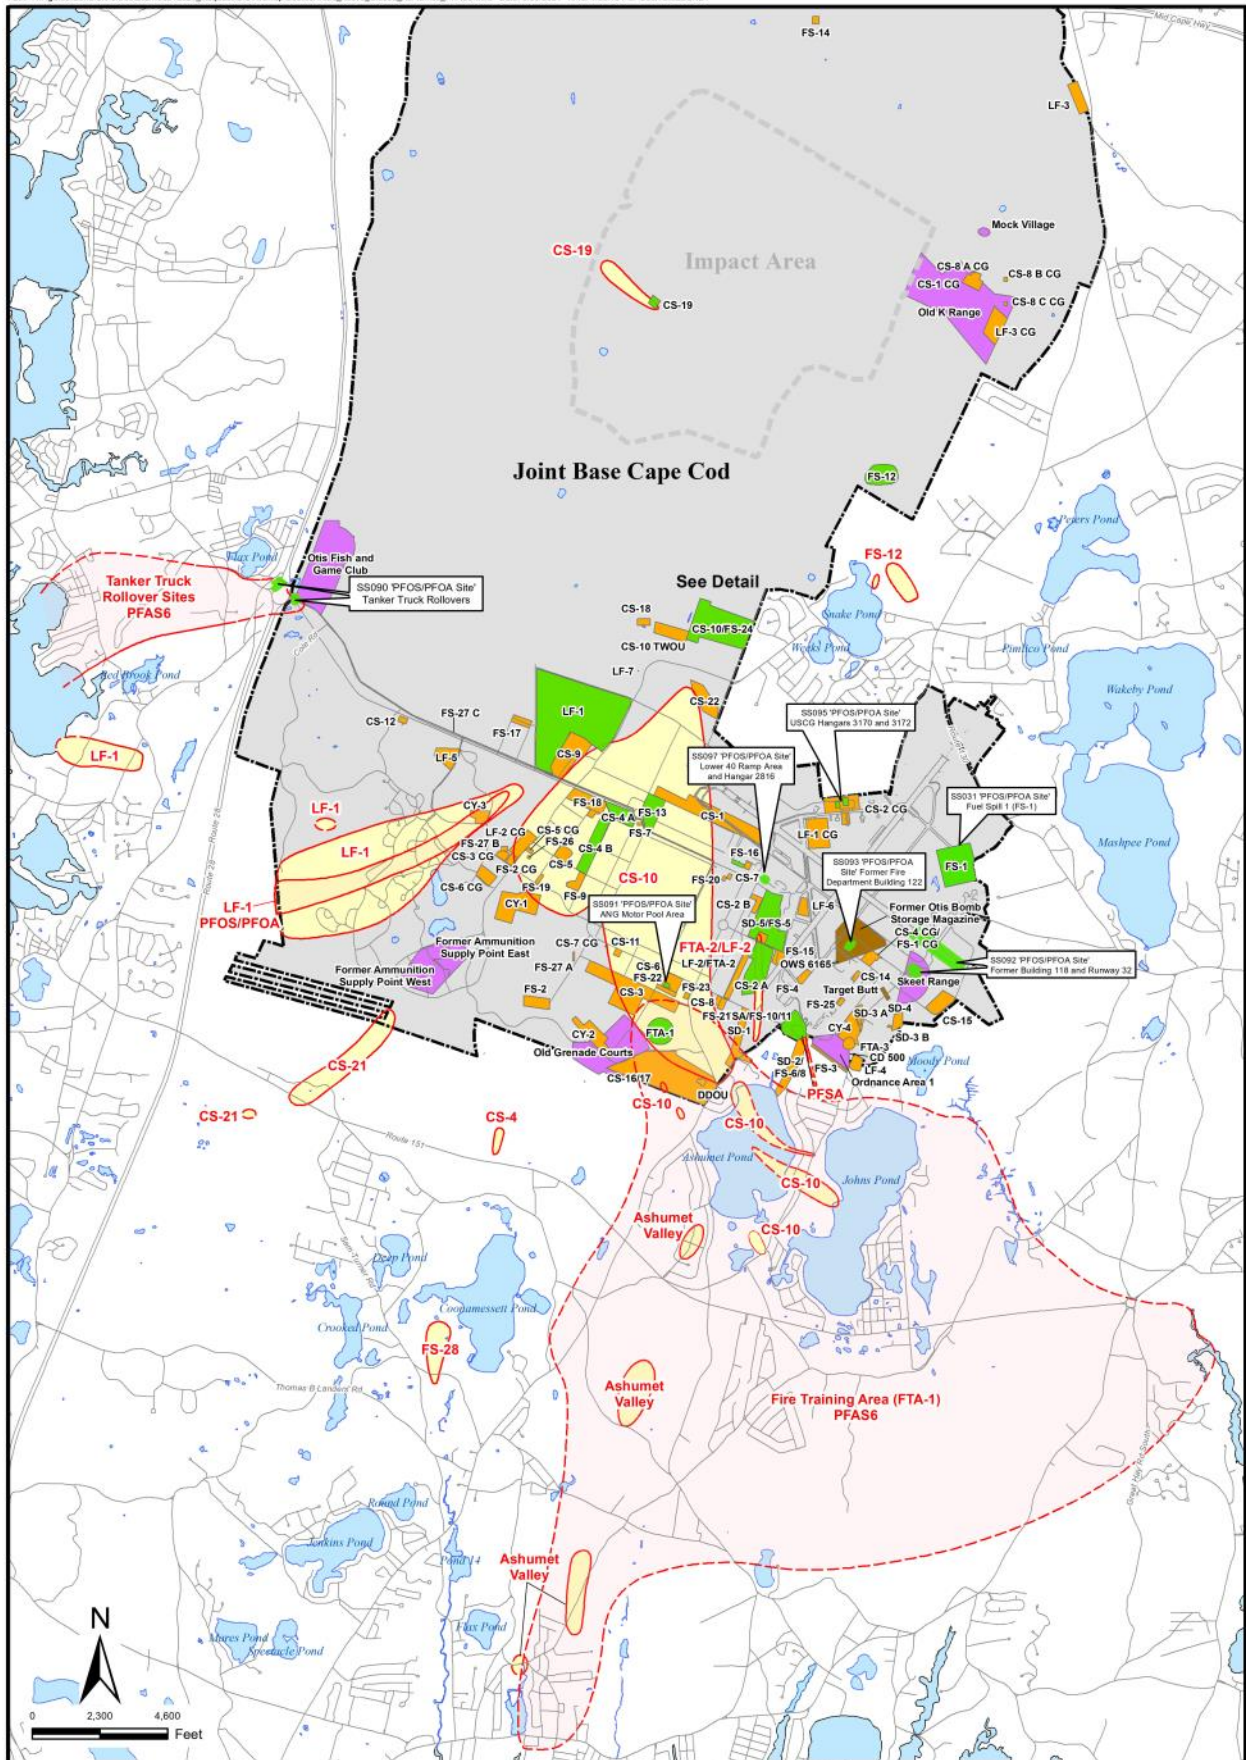 Mid Cape Hwy
FS-14
LF-3
Mock Village
CS-19
Impact Area
CS-8 A CG
CS-8 B CG
CS-1 CG
CS-19
CS-8 C CG
Old K Range
LF-3 CG
Joint Base Cape Cod
FS-12
Peters Pond
Flax Pond
Otis Fish and
Game Club
FS-12
Tanker Truck
Rollover Sites
PFAS6
SS090 'PFOS/PFOA Site'
Tanker Truck Rollovers
See Detail
CS-18
CS-10/FS-24
Snake Pond
CS-10 TWOU
Weeks Pond
Pimlico Pond
Cole Rd
Red Brook Pond
LF-7
Wakeby Pond
CS-22
CS-12
FS-27 C
FS-17
LF-1
SS095 'PFOS/PFOA Site'
USCG Hangars 3170 and 3172
LF-1
LF-5
CS-9
SS097 'PFOS/PFOA Site'
Lower 40 Ramp Area
and Hangar 2816
SS031 'PFOS/PFOA Site'
Fuel Spill 1 (FS-1)
CY-3
FS-18
FS-13
CS-1
CS-2 CG
LF-1
CS-4 A
FS-7
LF-2 CG
CS-5 CG
LF-1 CG
FS-27 B
FS-26
CS-3 CG
CS-4 B
Mashpee Pond
LF-1
FS-2 CG
CS-5
FS-16
SS093 'PFOS/PFOA
Site' Former Fire
Department Building 122
FS-1
CS-6 CG
FS-19
FS-9
CS-10
FS-20
CS-7
Route 28
Route 28
LF-1
PFOS/PFOA
CY-1
SS091 'PFOS/PFOA Site'
ANG Motor Pool Area
CS-2 B
LF-6
Former Otis Bomb
Storage Magazine
SD-5/FS-5
CS-4 CG/
FS-1 CG
Former Ammunition
Supply Point East
CS-7 CG
CS-11
FTA-2/LF-2
FS-15
Former Ammunition
Supply Point West
FS-27 A
CS-6
LF-2/FTA-2
OWS 6165
SS092 'PFOS/PFOA Site'
Former Building 118 and Runway 32
FS-22
CS-14
FS-2
CS-3
FS-23
CS-2 A
FS-4
Target Butt
Skeet Range
CS-8
FS-25
SD-4
FS-21
SA/FS-10/11
SD-3 A
CS-15
CY-2
FTA-1
SD-1
CY-4
SD-3 B
Old Grenade Courts
FTA-3
CS-21
SD-2/
FS-6/8
FS-3
CD 500
Moody Pond
CS-16/17
LF-4
Ordnance Area 1
DDOU
PFSA
CS-21
CS-4
CS-10
CS-10
Route 151
Ashumet Pond
Johns Pond
CS-10
Ashumet
Valley
CS-10
Sam Turner Rd
Deep Pond
Coonamessett Pond
Crooked Pond
FS-28
Thomas B Landers Rd
Ashumet
Valley
Fire Training Area (FTA-1)
PFAS6
Great Hay Rd South
Round Pond
Jenkins Pond
Pond 14
Ashumet
Valley
N
Mares Pond
Spectacle Pond
Flax Pond
0 2,300 4,600
Feet